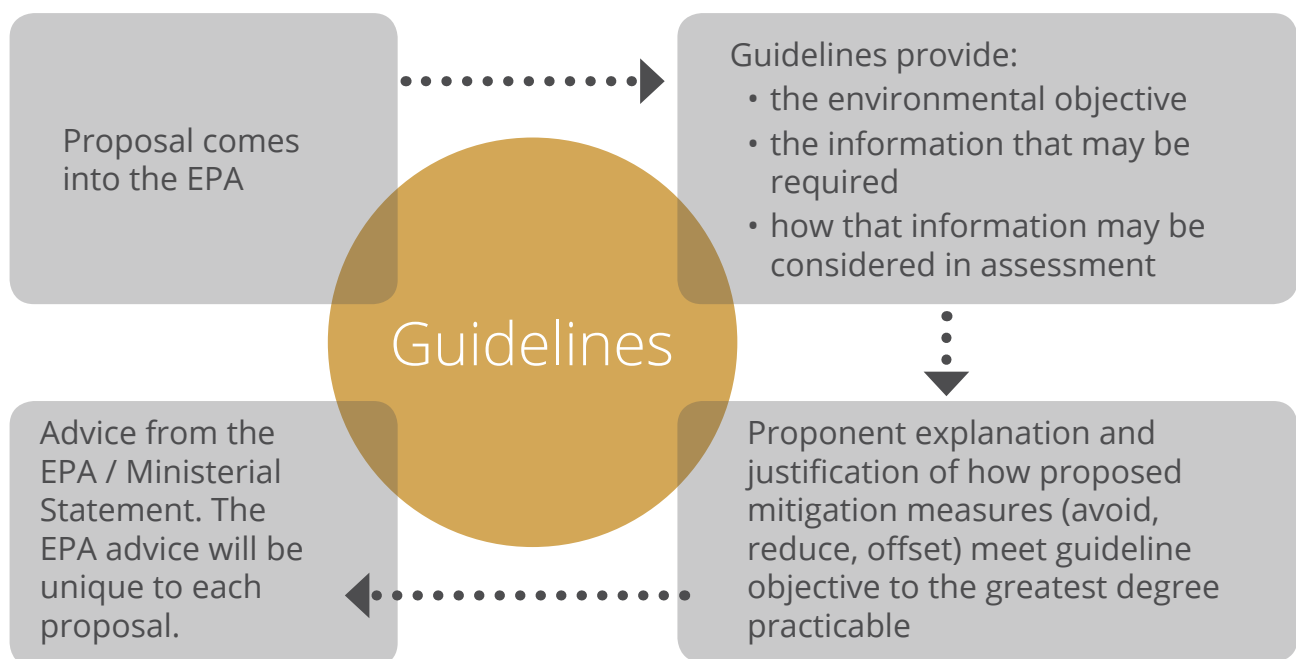 Proposal comes
into the EPA
Guidelines provide:
• the environmental objective
• the information that may be
required
• how that information may be
considered in assessment
Guidelines
Proponent explanation and
justification of how proposed
mitigation measures (avoid,
reduce, offset) meet guideline
objective to the greatest degree
practicable
Advice from the
EPA / Ministerial
Statement. The
EPA advice will be
unique to each
proposal.